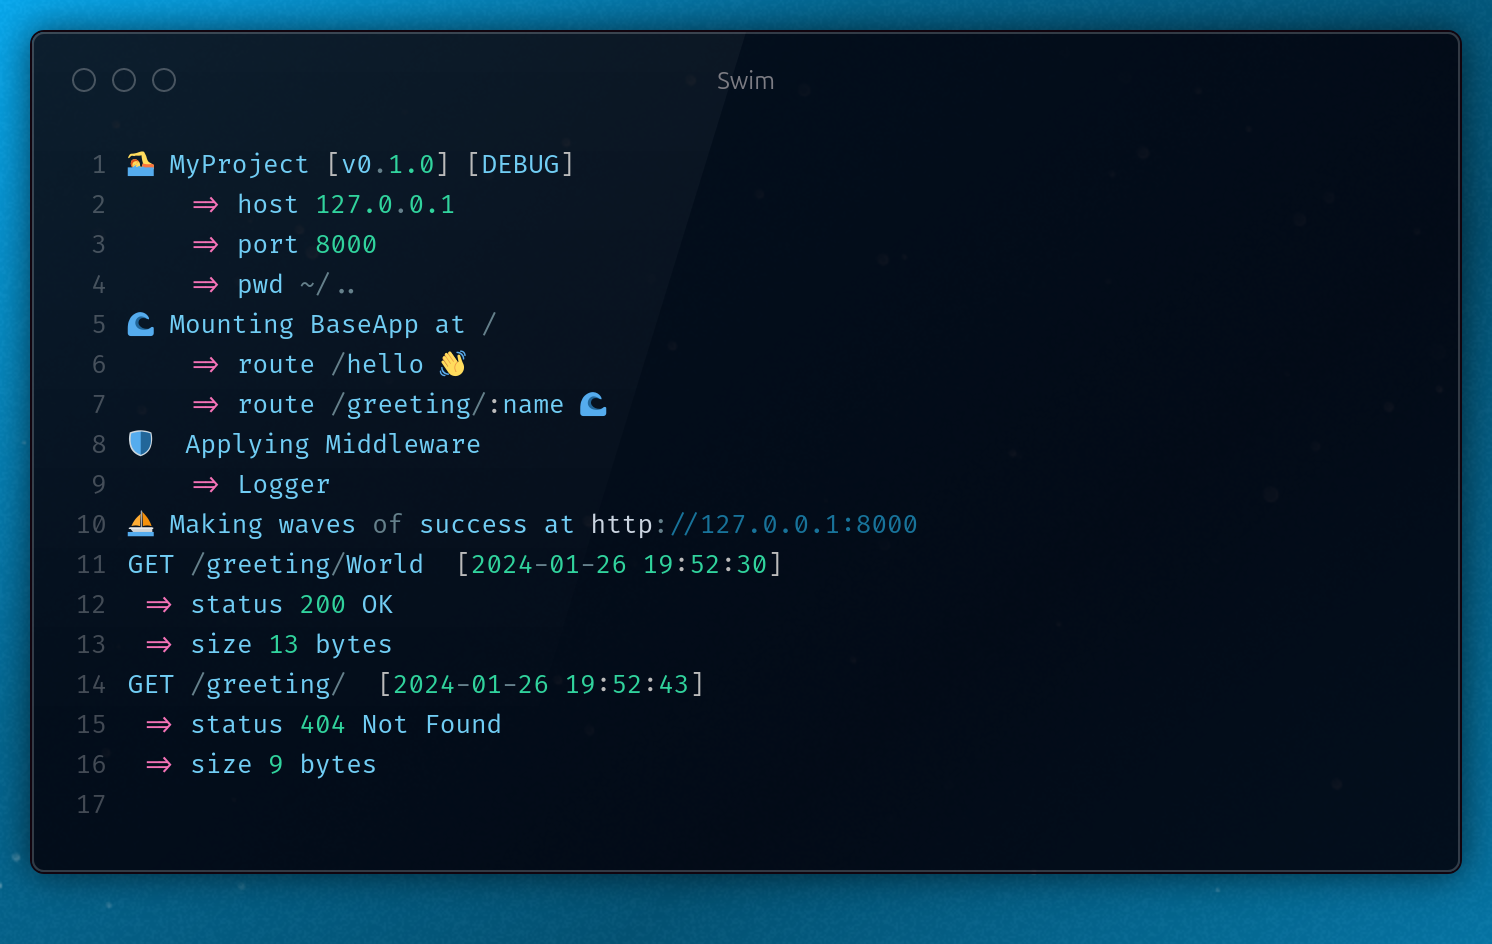 Swim
1 🏊 MyProject [v0.1.0] [DEBUG]
2 => host 127.0.0.1
3 => port 8000
4 => pwd ~/..
5 🌊 Mounting BaseApp at /
6 => route /hello 👋
7 => route /greeting/:name 🌊
8 🛡️ Applying Middleware
9 => Logger
10 ⛵ Making waves of success at http://127.0.0.1:8000
11 GET /greeting/World [2024-01-26 19:52:30]
12 => status 200 OK
13 => size 13 bytes
14 GET /greeting/ [2024-01-26 19:52:43]
15 => status 404 Not Found
16 => size 9 bytes
17